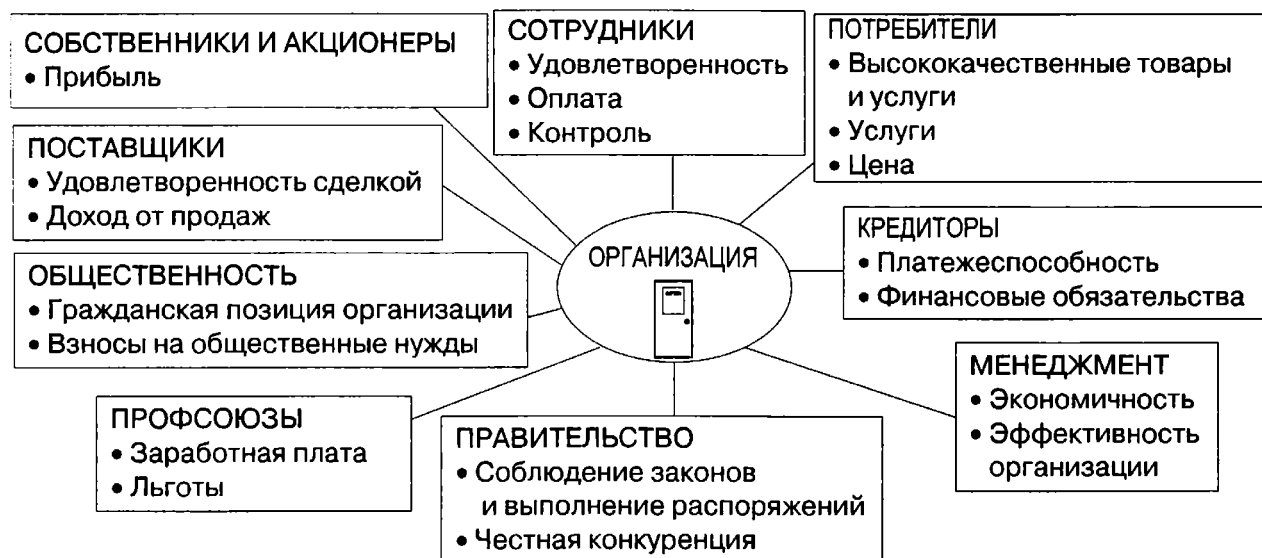 СОБСТВЕННИКИ И АКЦИОНЕРЫ
• Прибыль
СОТРУДНИКИ
• Удовлетворенность
• Оплата
• Контроль
ПОТРЕБИТЕЛИ
• Высококачественные товары
и услуги
• Услуги
• Цена
ПОСТАВЩИКИ
• Удовлетворенность сделкой
• Доход от продаж
ОРГАНИЗАЦИЯ
КРЕДИТОРЫ
• Платежеспособность
• Финансовые обязательства
ОБЩЕСТВЕННОСТЬ
• Гражданская позиция организации
• Взносы на общественные нужды
МЕНЕДЖМЕНТ
• Экономичность
• Эффективность
организации
ПРОФСОЮЗЫ
• Заработная плата
• Льготы
ПРАВИТЕЛЬСТВО
• Соблюдение законов
и выполнение распоряжений
• Честная конкуренция